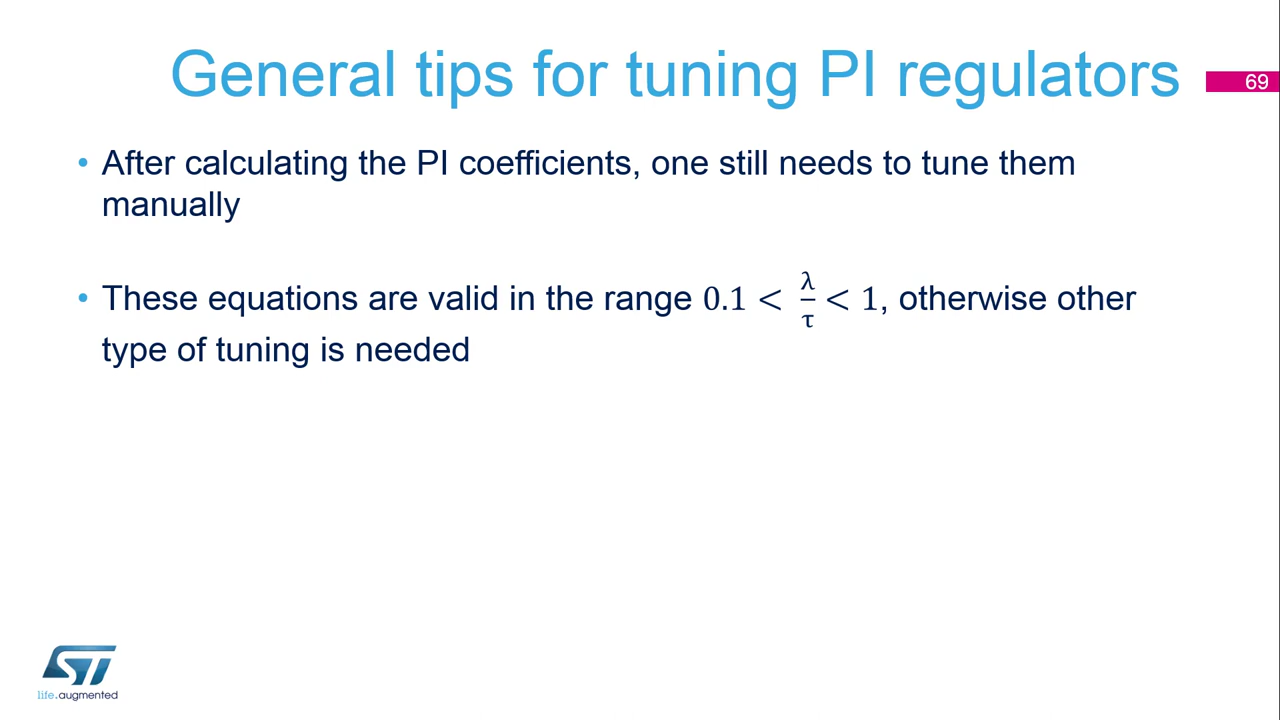 General tips for tuning PI regulators
69
• After calculating the PI coefficients, one still needs to tune them
manually
• These equations are valid in the range 0.1 < λ/τ < 1, otherwise other
type of tuning is needed
ST
life.augmented